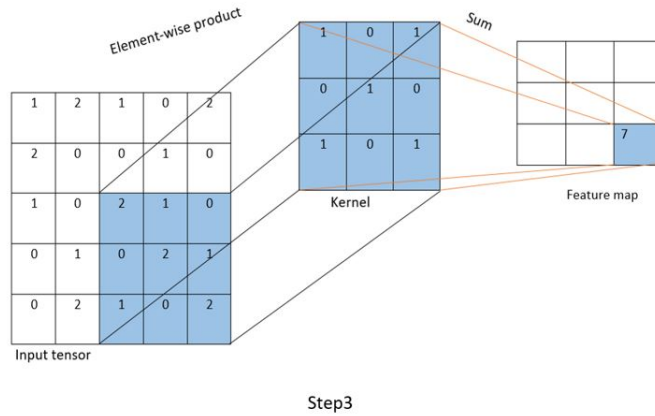 Element-wise product
Sum
1 0 1
0 1 0
1 0 1
Kernel
7
Feature map
1 2 1 0 2
2 0 0 1 0
1 0 2 1 0
0 1 0 2 1
0 2 1 0 2
Input tensor
Step3